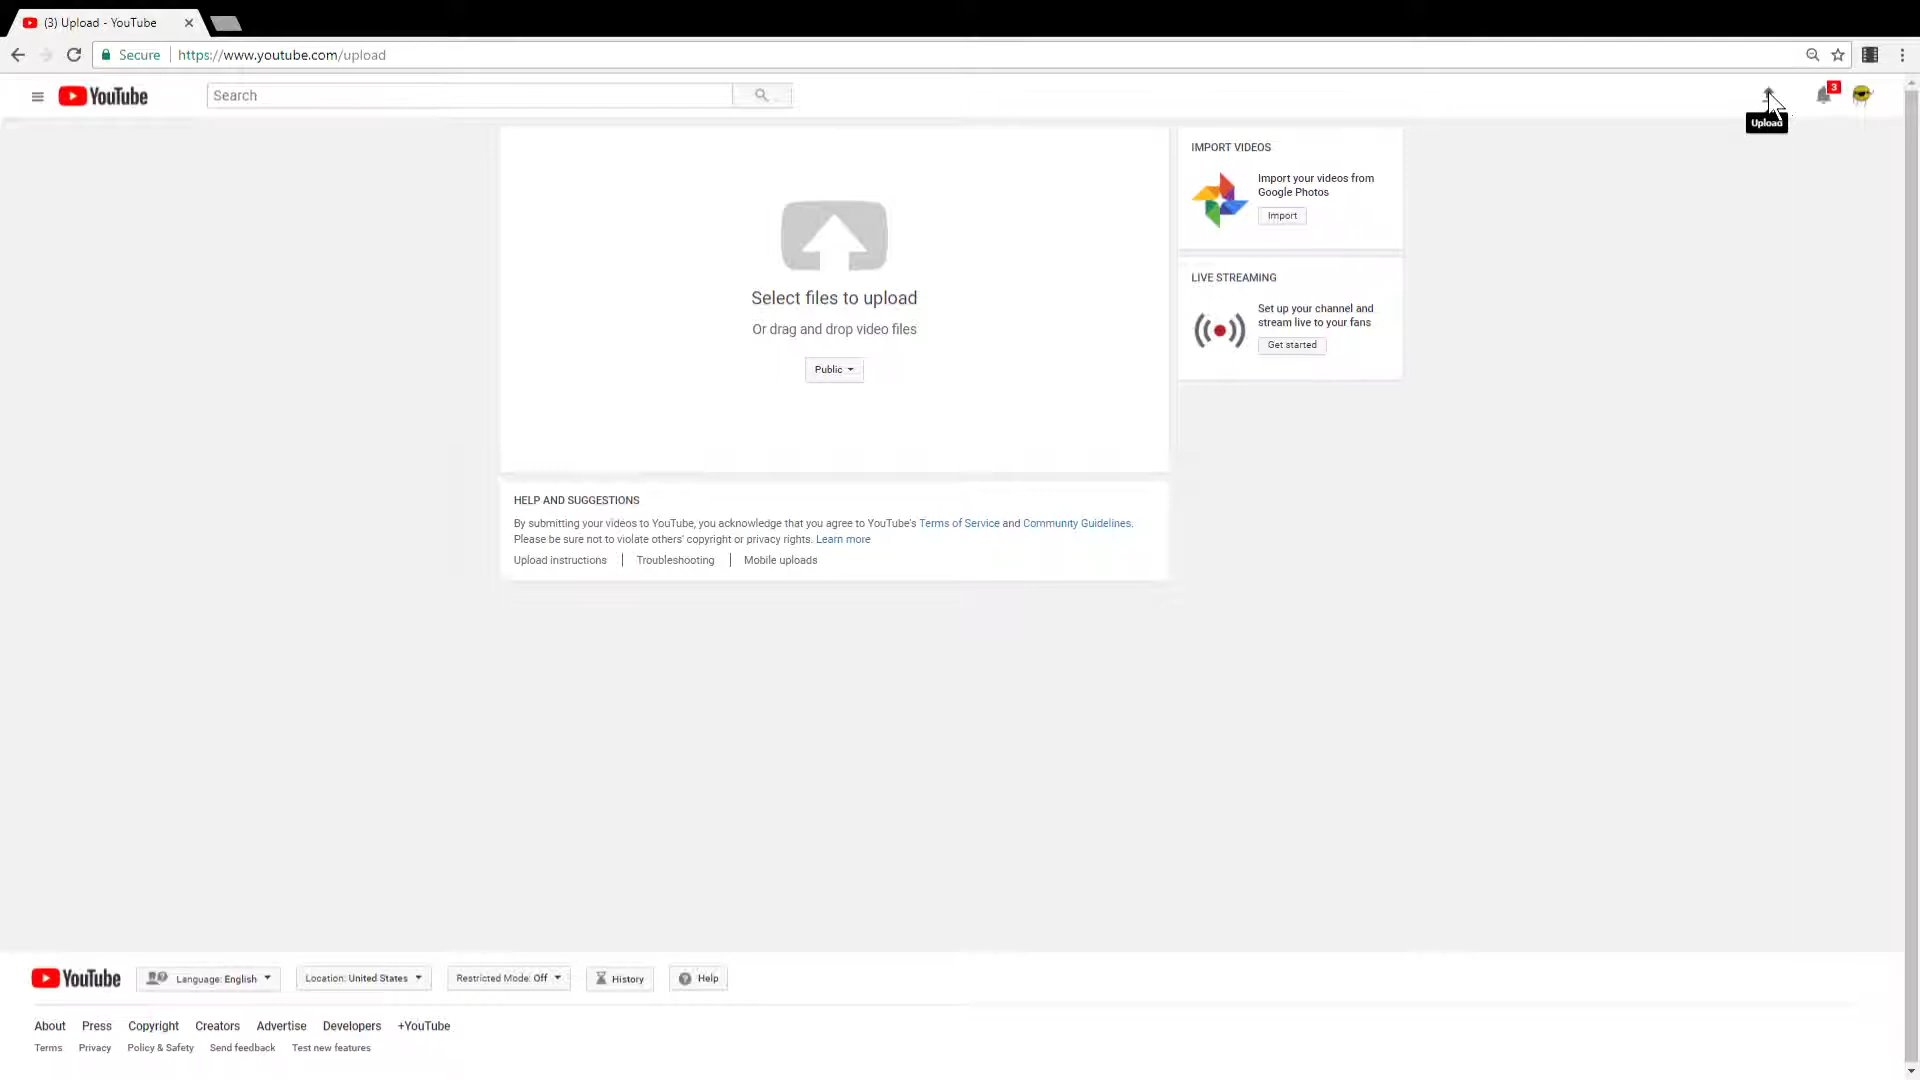 (3) Upload - YouTube
Secure
https://www.youtube.com/upload
YouTube
Search
3
Upload
IMPORT VIDEOS
Import your videos from
Google Photos
Import
Select files to upload
Or drag and drop video files
Public
LIVE STREAMING
Set up your channel and
stream live to your fans
Get started
HELP AND SUGGESTIONS
By submitting your videos to YouTube, you acknowledge that you agree to YouTube's Terms of Service and Community Guidelines.
Please be sure not to violate others' copyright or privacy rights. Learn more
Upload instructions | Troubleshooting | Mobile uploads
YouTube
Language: English
Location: United States
Restricted Mode: Off
History
Help
About Press Copyright Creators Advertise Developers +YouTube
Terms Privacy Policy & Safety Send feedback Test new features